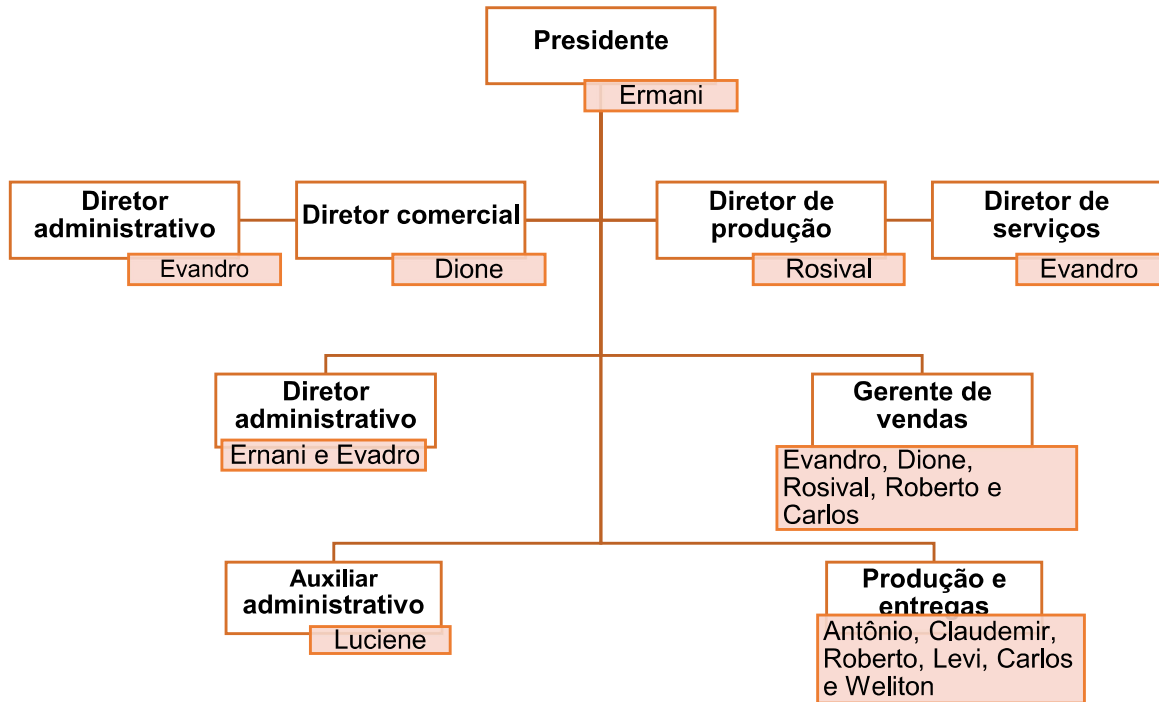 Presidente
Ermani
Diretor
administrativo
Evandro
Diretor comercial
Dione
Diretor de
produção
Rosival
Diretor de
serviços
Evandro
Diretor
administrativo
Ernani e Evadro
Gerente de
vendas
Evandro, Dione,
Rosival, Roberto e
Carlos
Auxiliar
administrativo
Luciene
Produção e
entregas
Antônio, Claudemir,
Roberto, Levi, Carlos
e Weliton